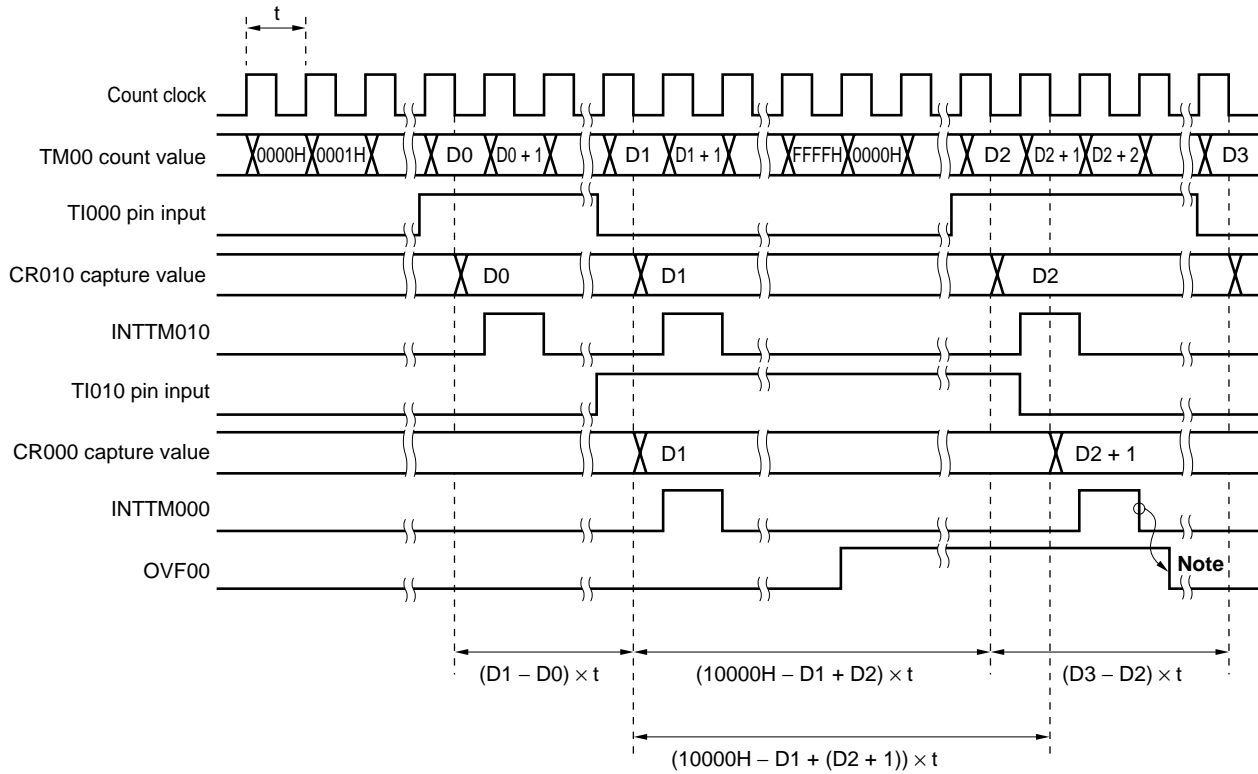 t
Count clock
TM00 count value
0000H 0001H D0 D0 + 1 D1 D1 + 1 FFFFH 0000H D2 D2 + 1 D2 + 2 D3
TI000 pin input
CR010 capture value
D0 D1 D2
INTTM010
TI010 pin input
CR000 capture value
D1 D2 + 1
INTTM000
OVF00
Note
(D1 − D0) × t (10000H − D1 + D2) × t (D3 − D2) × t
(10000H − D1 + (D2 + 1)) × t